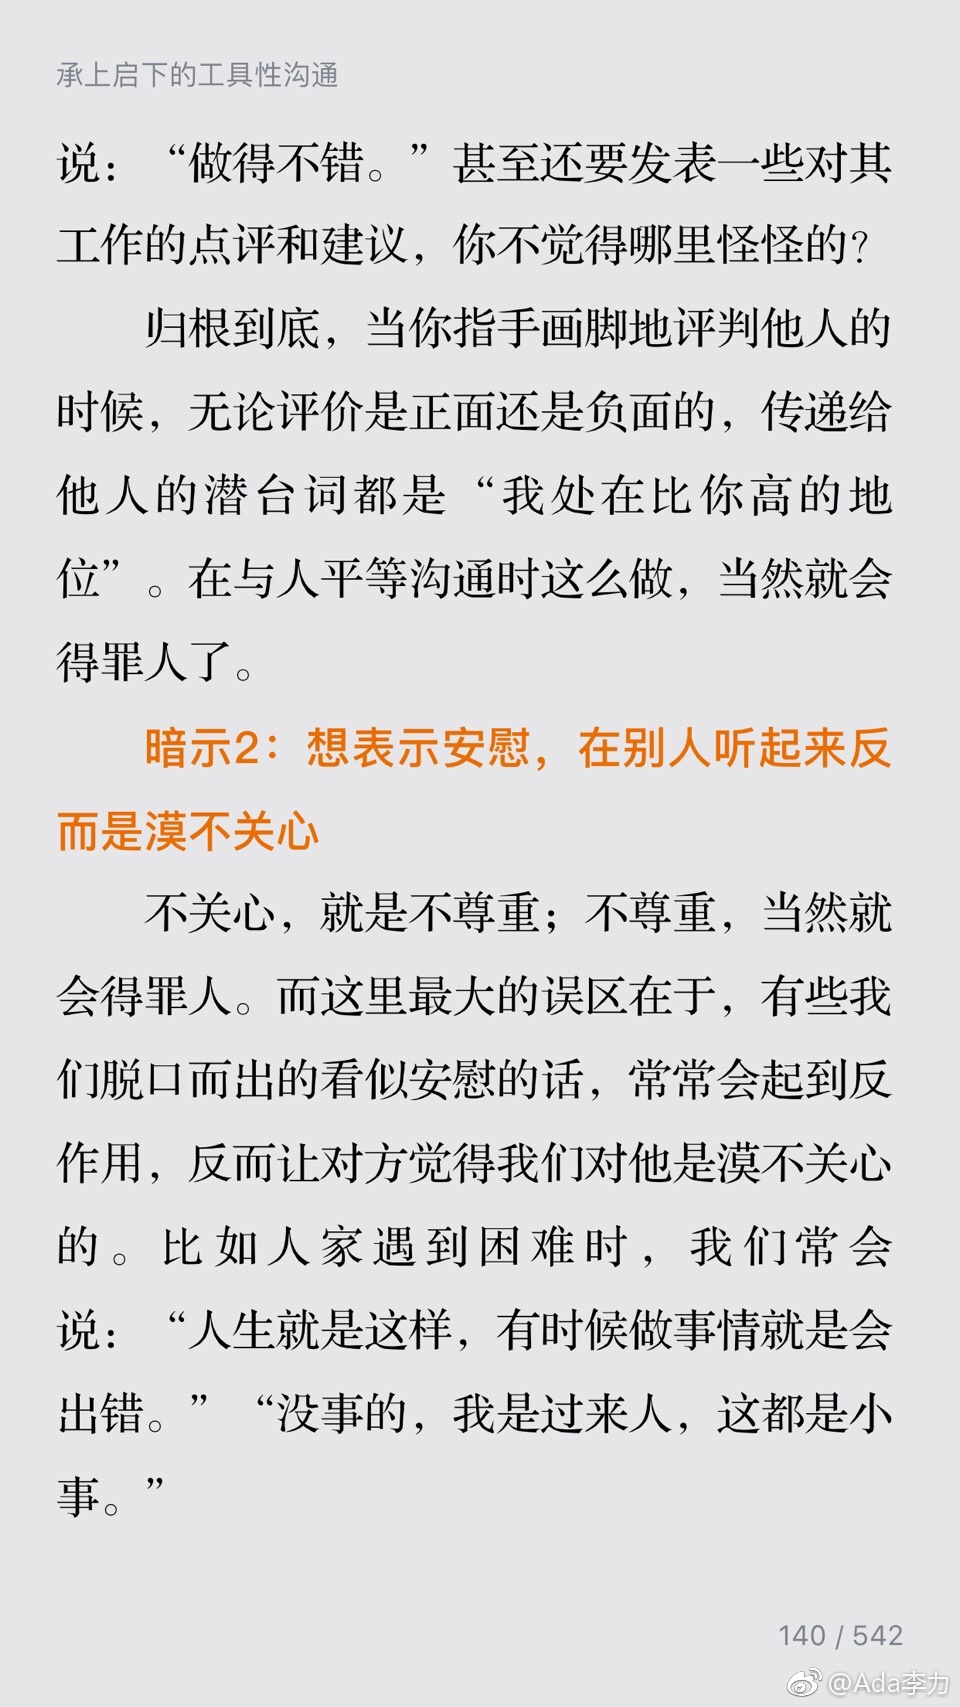 承上启下的工具性沟通
说：“做得不错。”甚至还要发表一些对其
工作的点评和建议，你不觉得哪里怪怪的？
归根到底，当你指手画脚地评判他人的
时候，无论评价是正面还是负面的，传递给
他人的潜台词都是“我处在比你高的地
位”。在与人平等沟通时这么做，当然就会
得罪人了。
暗示2：想表示安慰，在别人听起来反
而是漠不关心
不关心，就是不尊重；不尊重，当然就
会得罪人。而这里最大的误区在于，有些我
们脱口而出的看似安慰的话，常常会起到反
作用，反而让对方觉得我们对他是漠不关心
的。比如人家遇到困难时，我们常会
说：“人生就是这样，有时候做事情就是会
出错。”“没事的，我是过来人，这都是小
事。”
140 / 542
@Ada李力